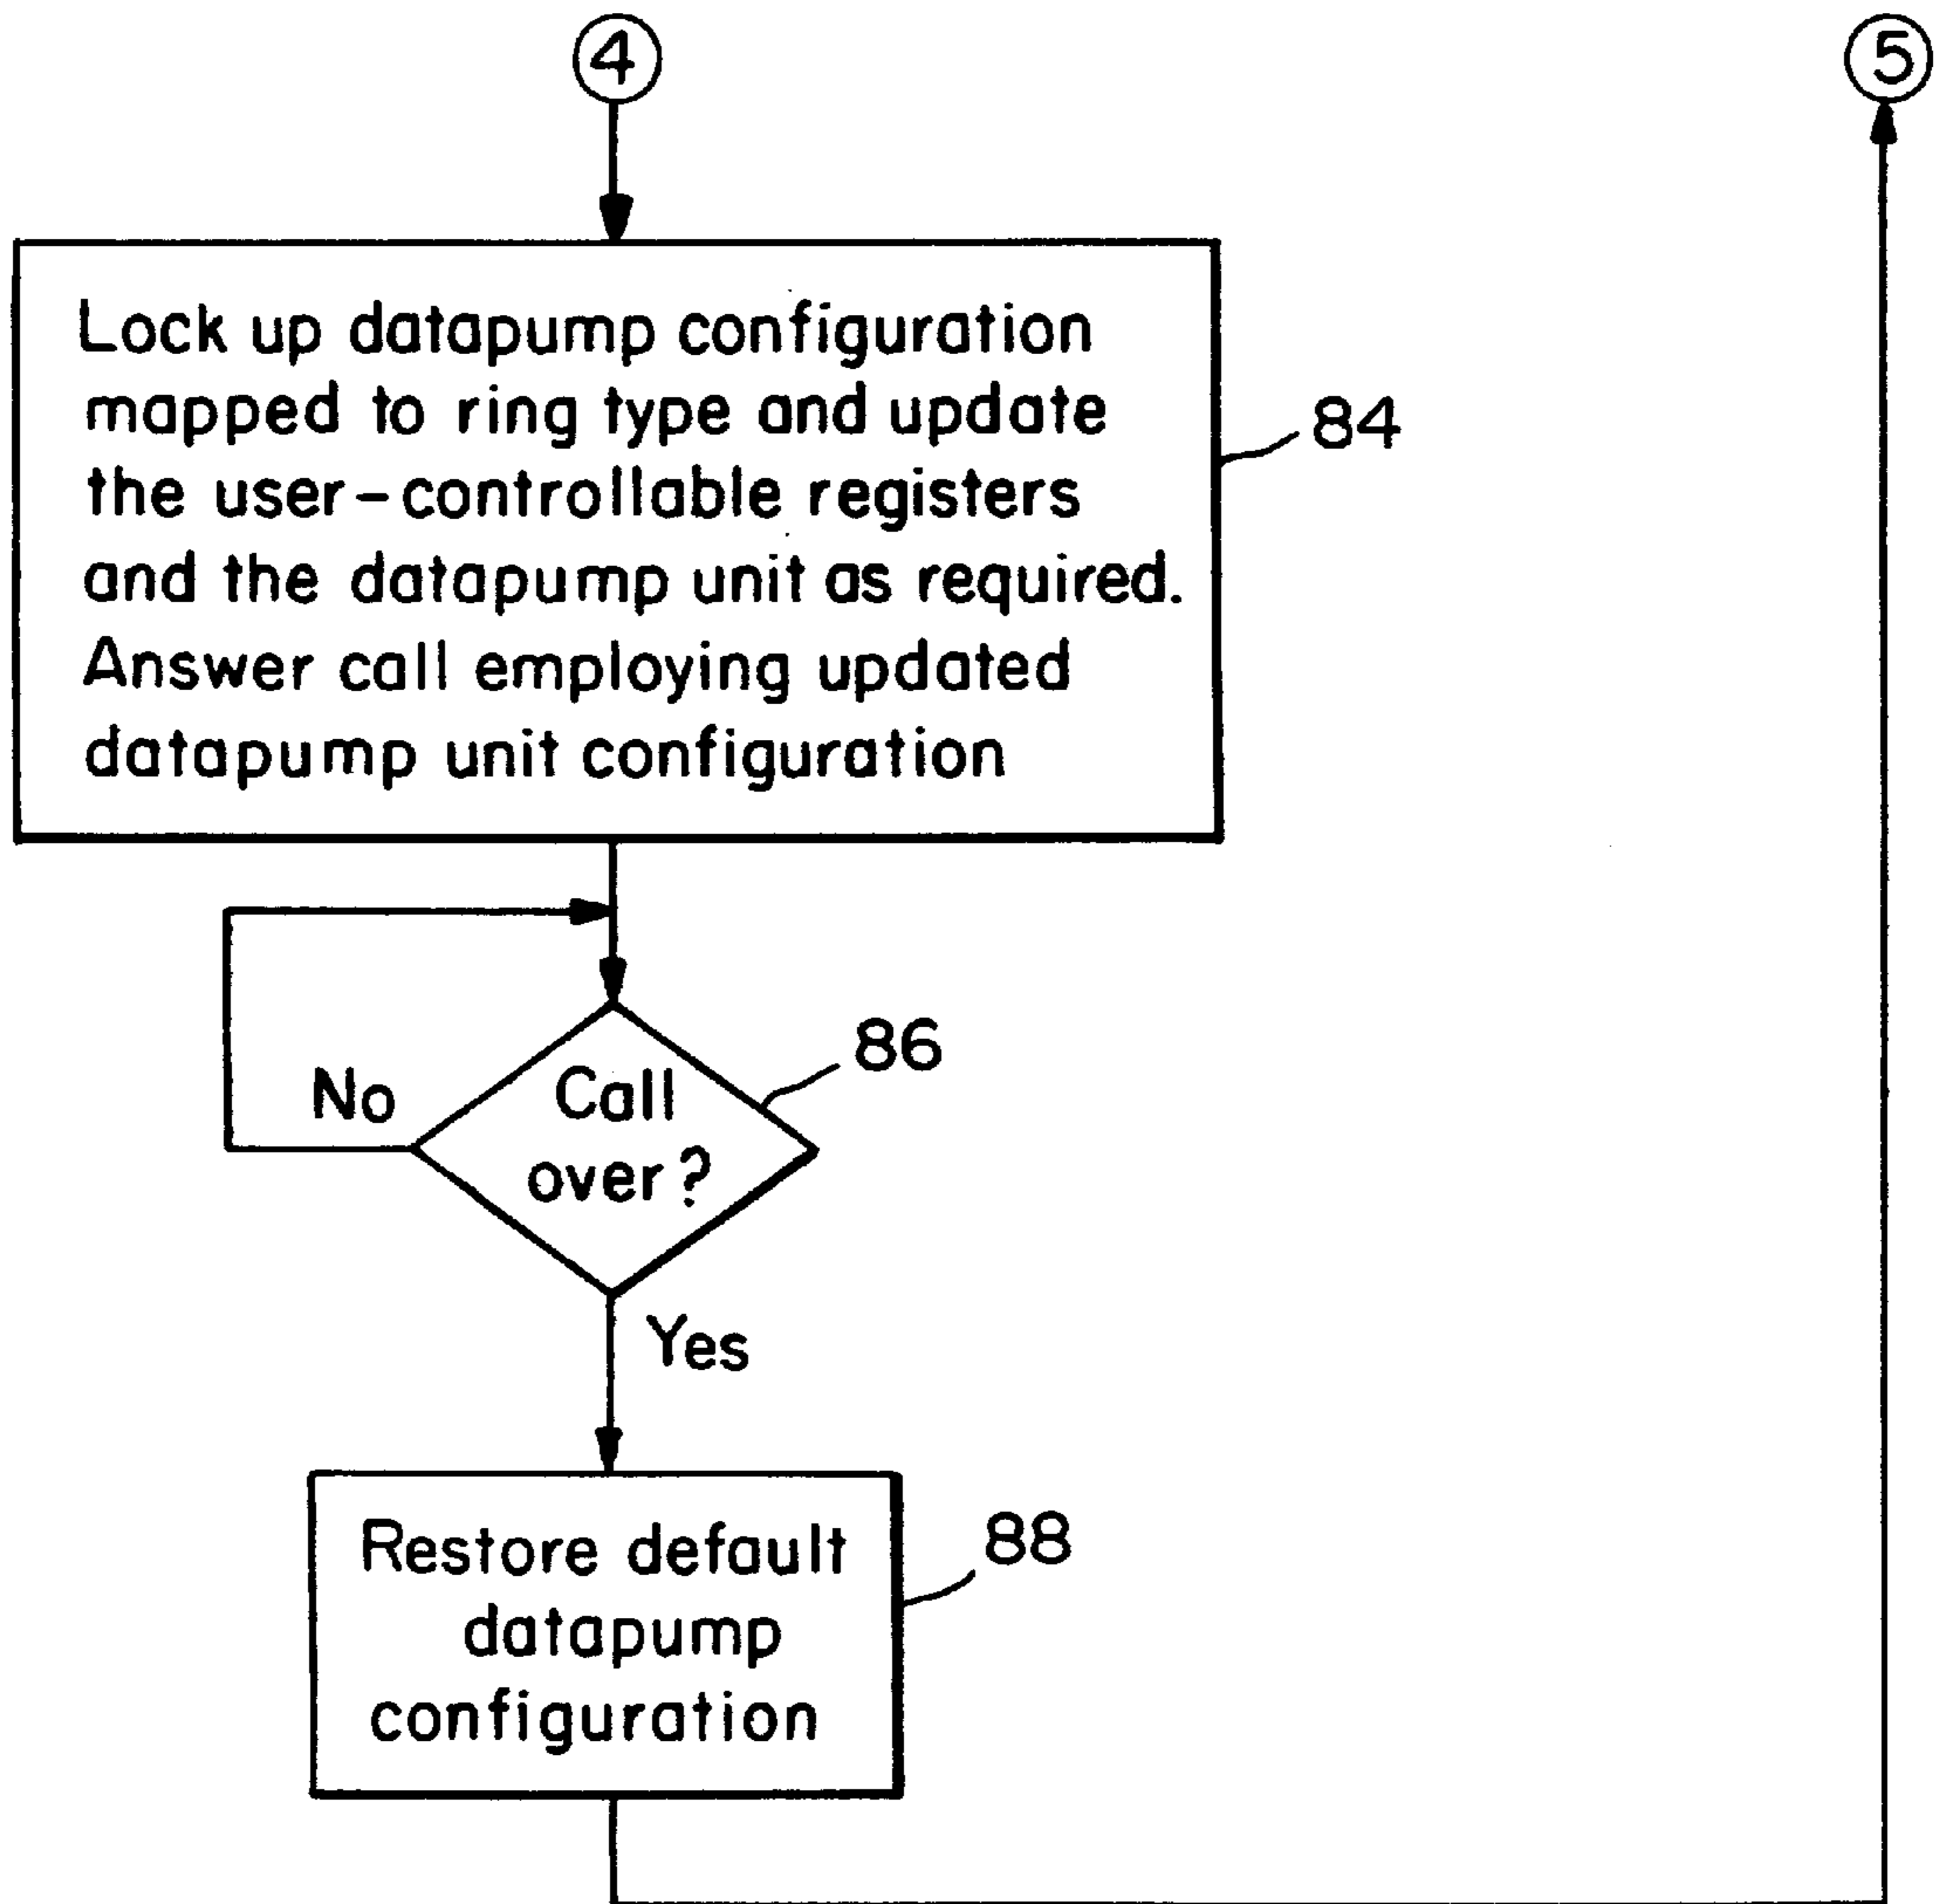 4
5
Lock up datapump configuration
mapped to ring type and update
the user-controllable registers
and the datapump unit as required.
Answer call employing updated
datapump unit configuration
84
Call
over?
86
No
Yes
Restore default
datapump
configuration
88